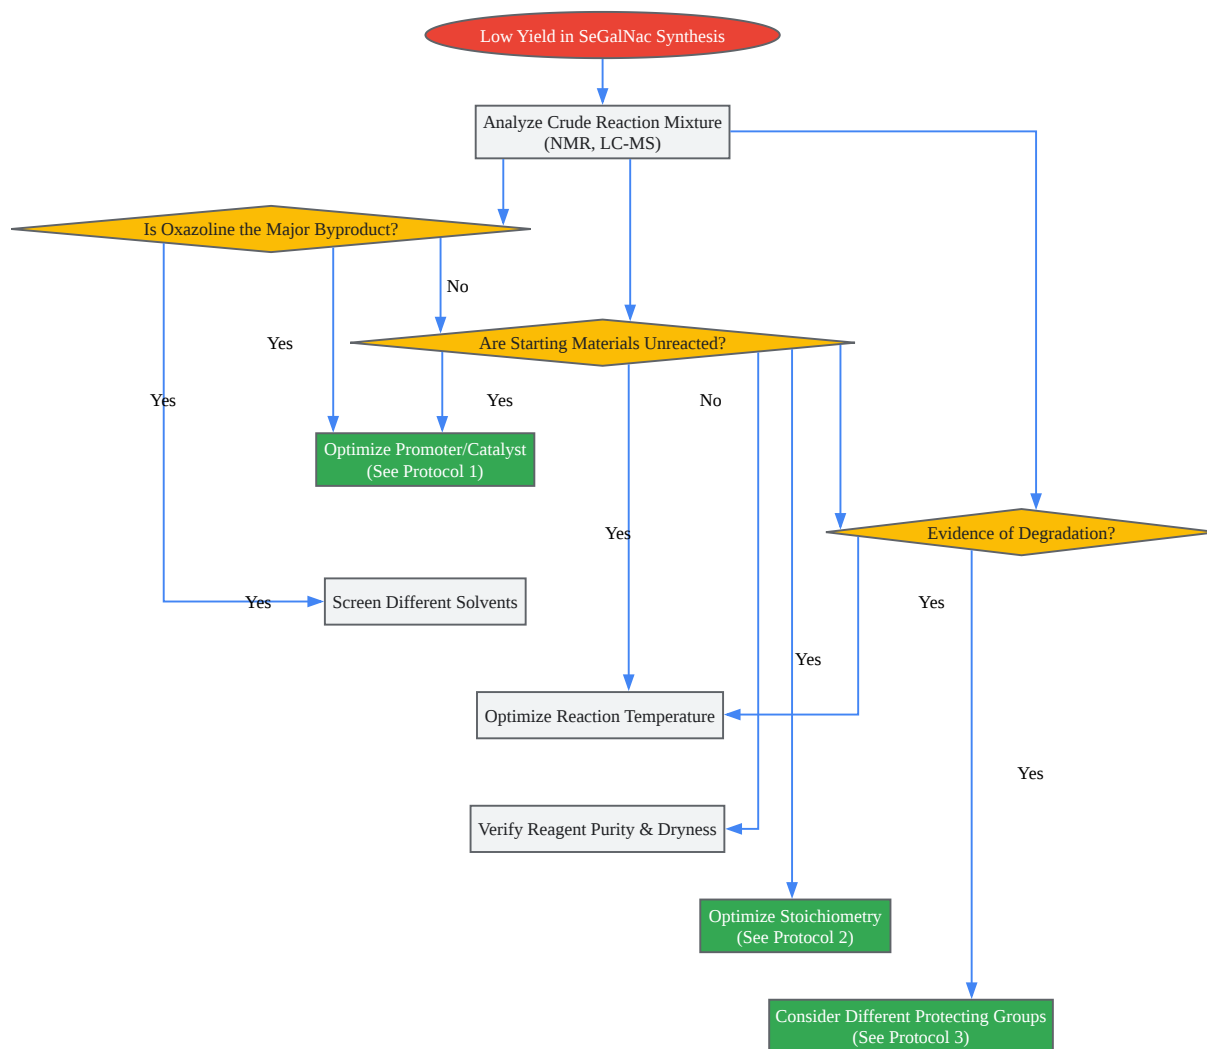 Low Yield in SeGalNac Synthesis
Analyze Crude Reaction Mixture
(NMR, LC-MS)
Is Oxazoline the Major Byproduct?
No
Yes
Are Starting Materials Unreacted?
Yes
Yes
No
Optimize Promoter/Catalyst
(See Protocol 1)
Yes
Evidence of Degradation?
Yes
Screen Different Solvents
Yes
Yes
Optimize Reaction Temperature
Yes
Verify Reagent Purity & Dryness
Optimize Stoichiometry
(See Protocol 2)
Consider Different Protecting Groups
(See Protocol 3)